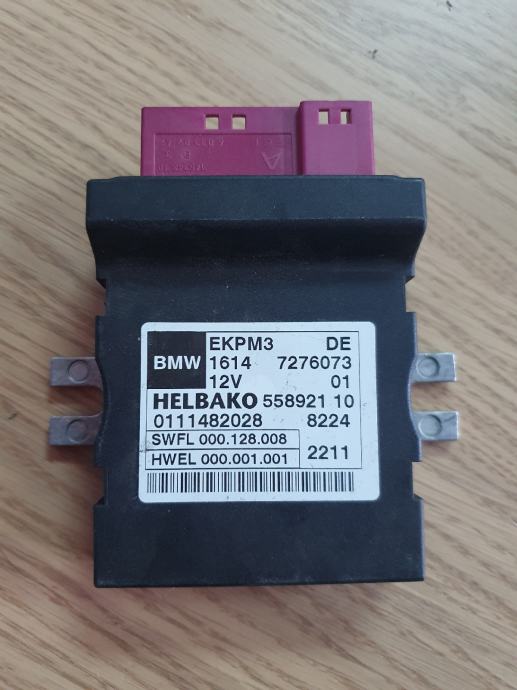 A
EKPM3 DE
BMW 1614 7276073
12V 01
HELBAKO 558921 10
0111482028 8224
SWFL 000.128.008
HWEL 000.001.001 2211